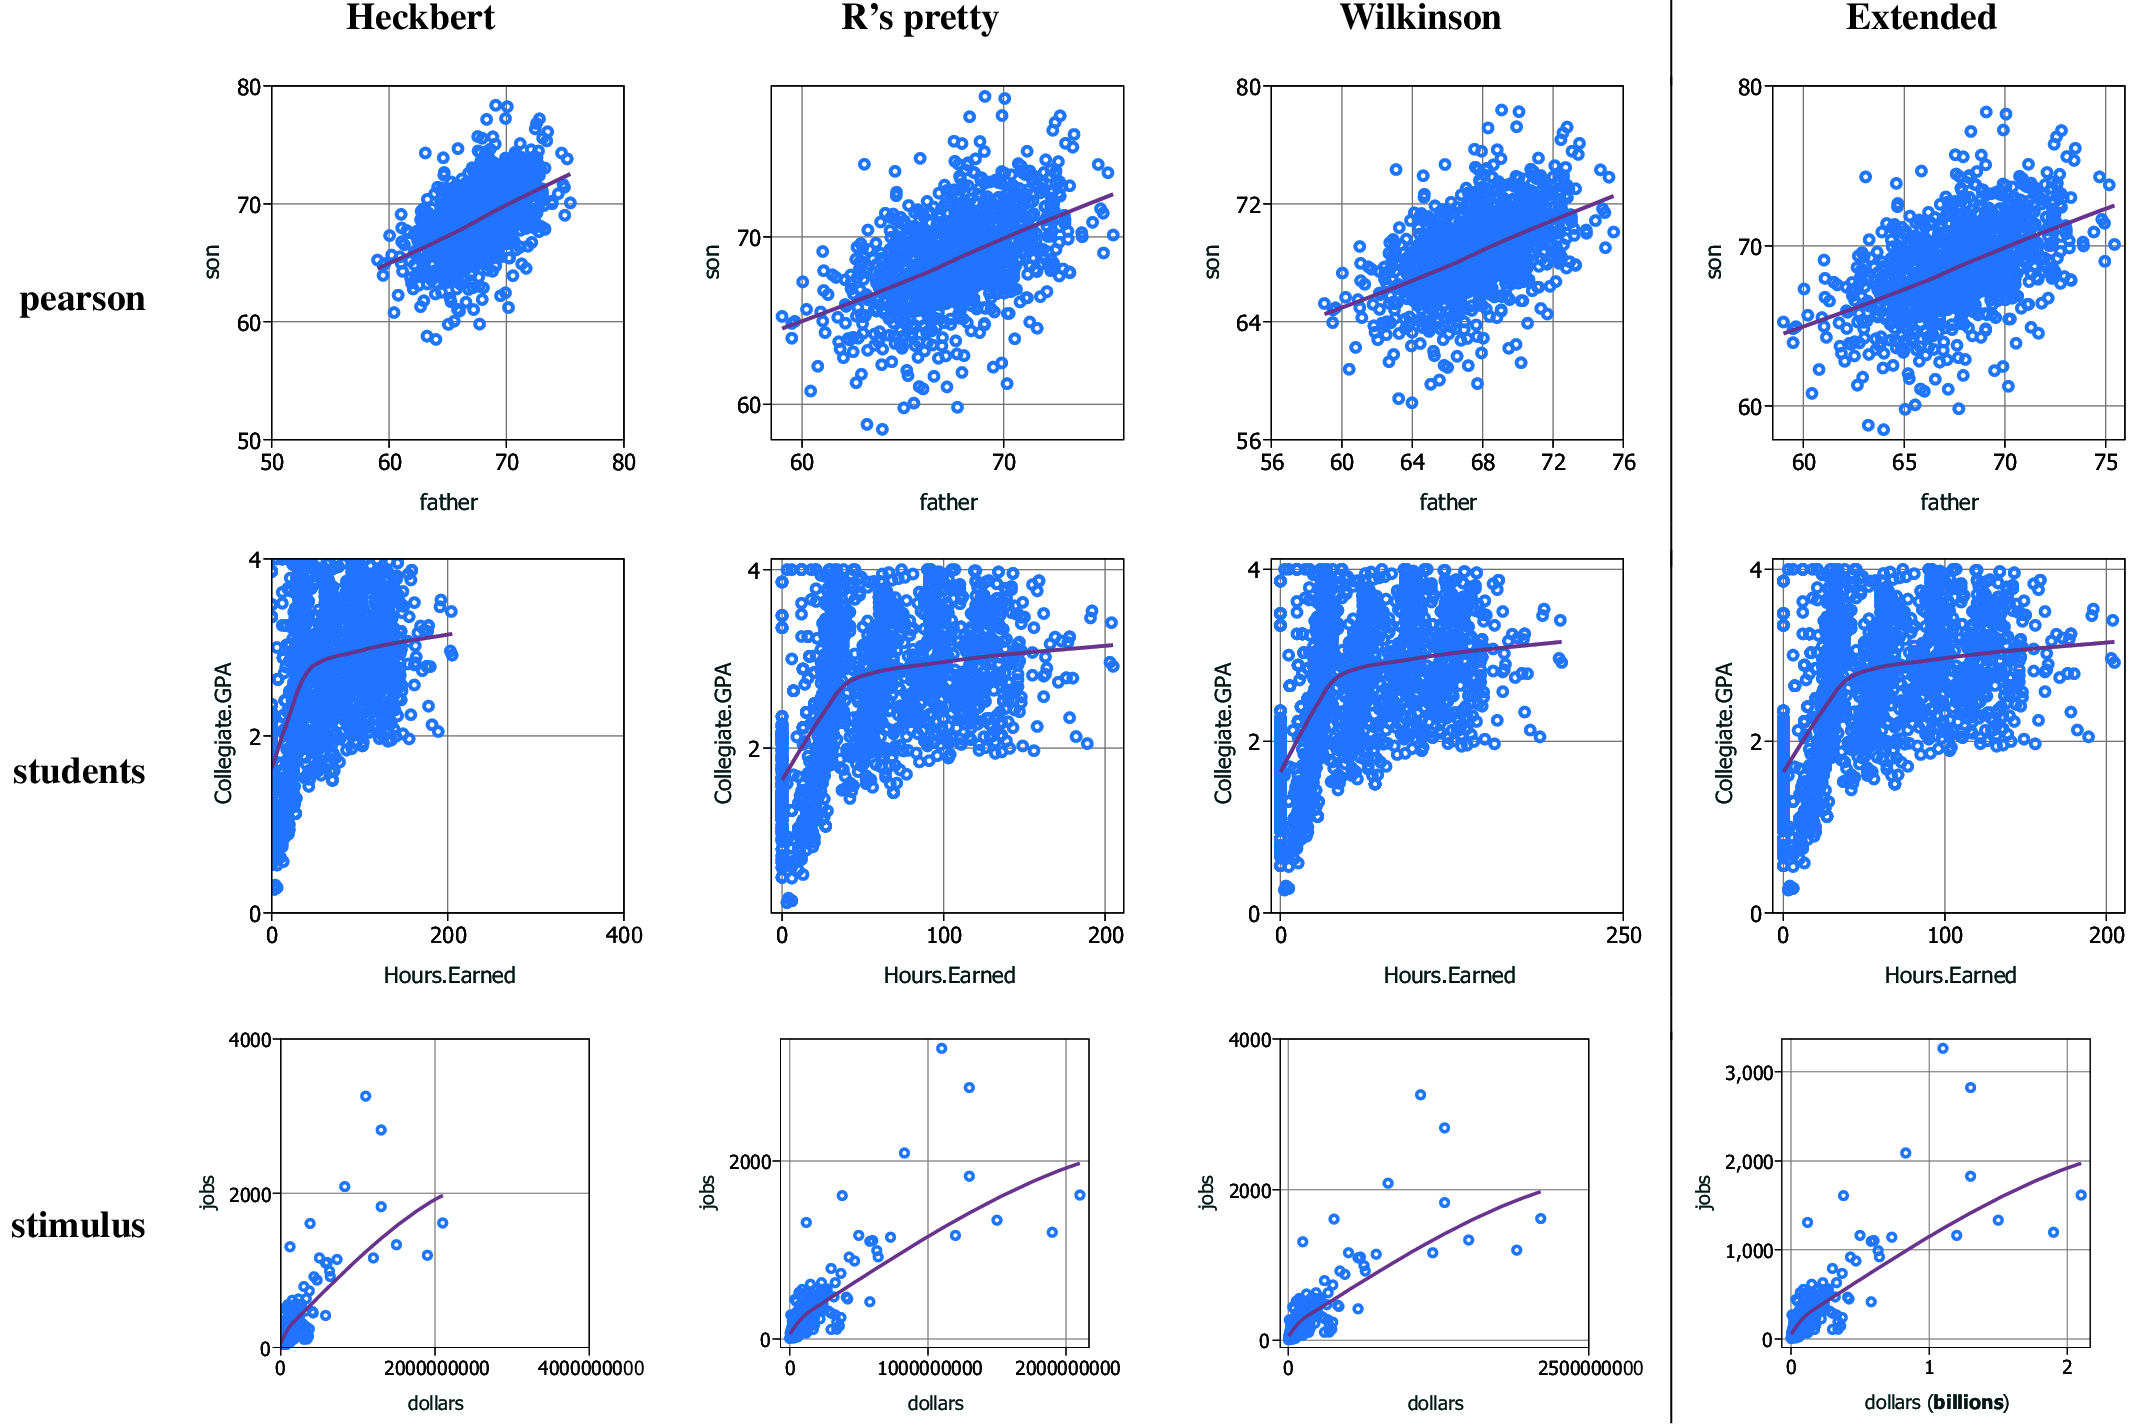 Heckbert R's pretty Wilkinson Extended
pearson
son
80
70
60
50
50 60 70 80
father
son
70
60
60 70
father
son
80
72
64
56
56 60 64 68 72 76
father
son
80
70
60
60 65 70 75
father
students
Collegiate.GPA
4
2
0
0 200 400
Hours.Earned
Collegiate.GPA
4
2
0 100 200
Hours.Earned
Collegiate.GPA
4
2
0
0 250
Hours.Earned
Collegiate.GPA
4
2
0
0 100 200
Hours.Earned
stimulus
jobs
4000
2000
0
0 2000000000 4000000000
dollars
jobs
2000
0
0 1000000000 2000000000
dollars
jobs
4000
2000
0
0 2500000000
dollars
jobs
3,000
2,000
1,000
0
0 1 2
dollars (billions)